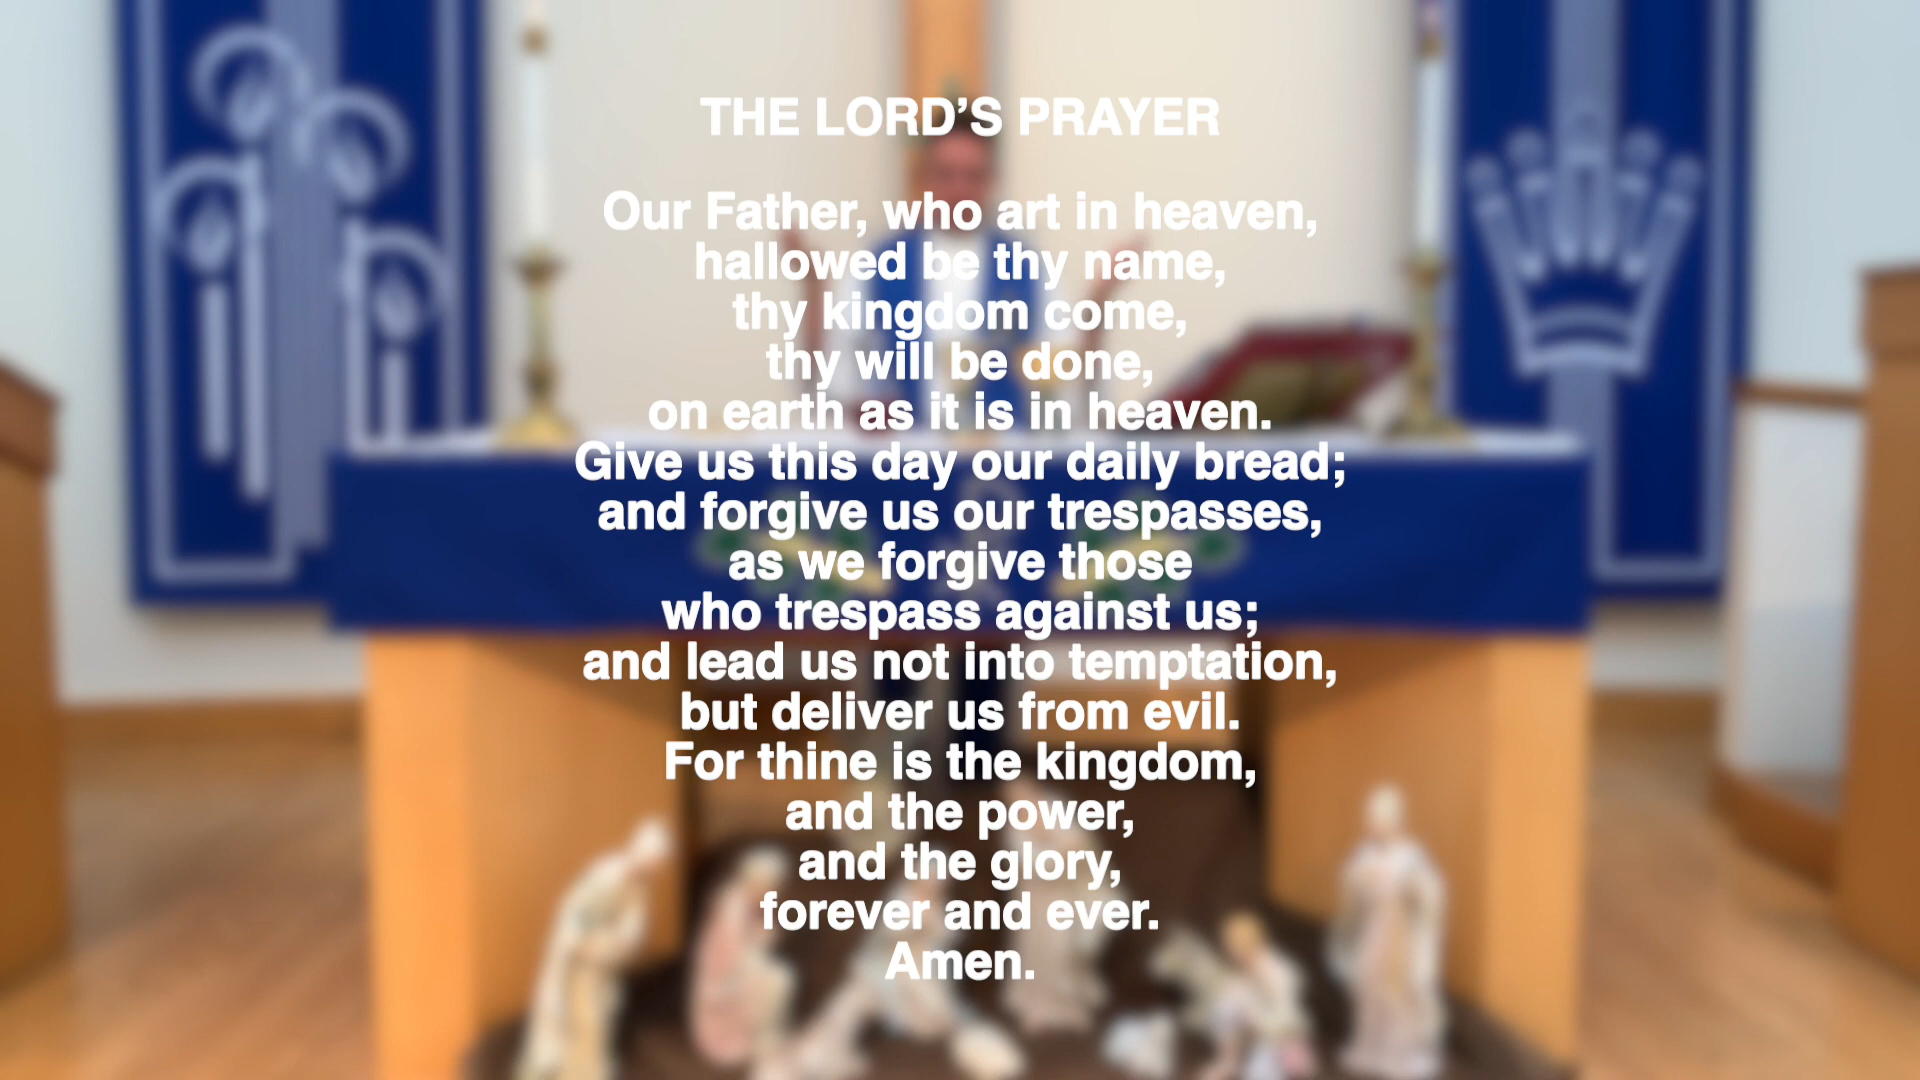 THE LORD’S PRAYER
Our Father, who art in heaven,
hallowed be thy name,
thy kingdom come,
thy will be done,
on earth as it is in heaven.
Give us this day our daily bread;
and forgive us our trespasses,
as we forgive those
who trespass against us;
and lead us not into temptation,
but deliver us from evil.
For thine is the kingdom,
and the power,
and the glory,
forever and ever.
Amen.